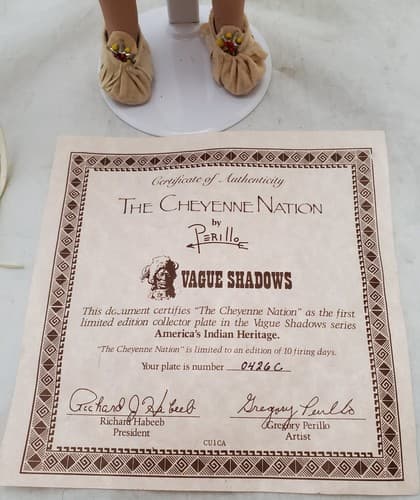 Certificate of Authenticity
THE CHEYENNE NATION
by
PERILLO
VAGUE SHADOWS
This document certifies "The Cheyenne Nation" as the first
limited edition collector plate in the Vague Shadows series
America's Indian Heritage.
"The Cheyenne Nation" is limited to an edition of 10 firing days.
Your plate is number 0426C
Richard J Habeeb Gregory Perillo
Richard Habeeb Gregory Perillo
President Artist
CU1CA